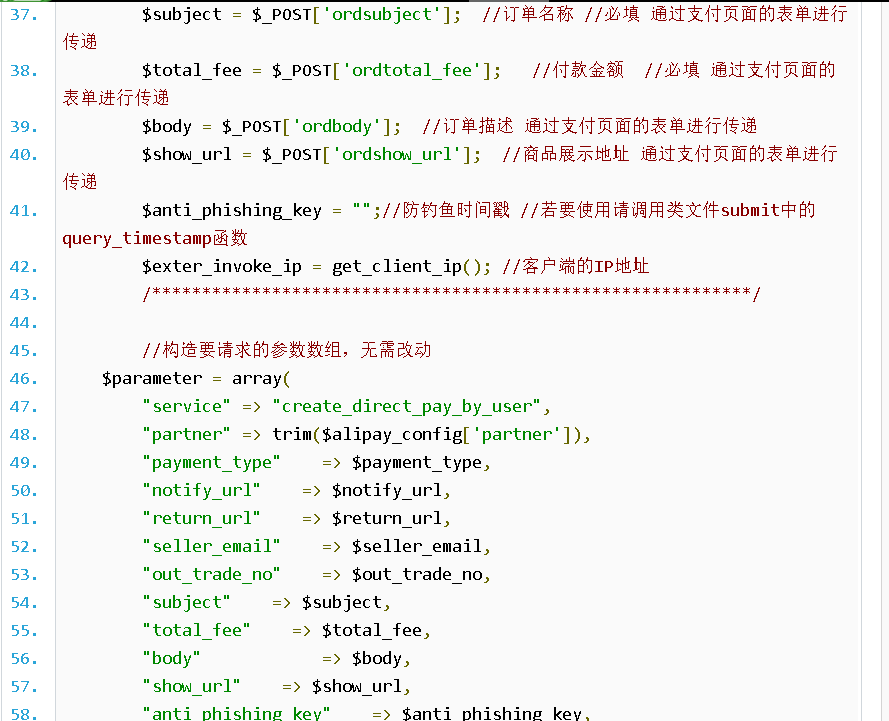 37. $subject = $_POST['ordsubject']; //订单名称 //必填 通过支付页面的表单进行
传递
38. $total_fee = $_POST['ordtotal_fee']; //付款金额 //必填 通过支付页面的
表单进行传递
39. $body = $_POST['ordbody']; //订单描述 通过支付页面的表单进行传递
40. $show_url = $_POST['ordshow_url']; //商品展示地址 通过支付页面的表单进行
传递
41. $anti_phishing_key = "";//防钓鱼时间戳 //若要使用请调用类文件submit中的
query_timestamp函数
42. $exter_invoke_ip = get_client_ip(); //客户端的IP地址
43. /************************************************************/
44.
45. //构造要请求的参数数组，无需改动
46. $parameter = array(
47. "service" => "create_direct_pay_by_user",
48. "partner" => trim($alipay_config['partner']),
49. "payment_type" => $payment_type,
50. "notify_url" => $notify_url,
51. "return_url" => $return_url,
52. "seller_email" => $seller_email,
53. "out_trade_no" => $out_trade_no,
54. "subject" => $subject,
55. "total_fee" => $total_fee,
56. "body" => $body,
57. "show_url" => $show_url,
58. "anti_phishing_key" => $anti_phishing_key,